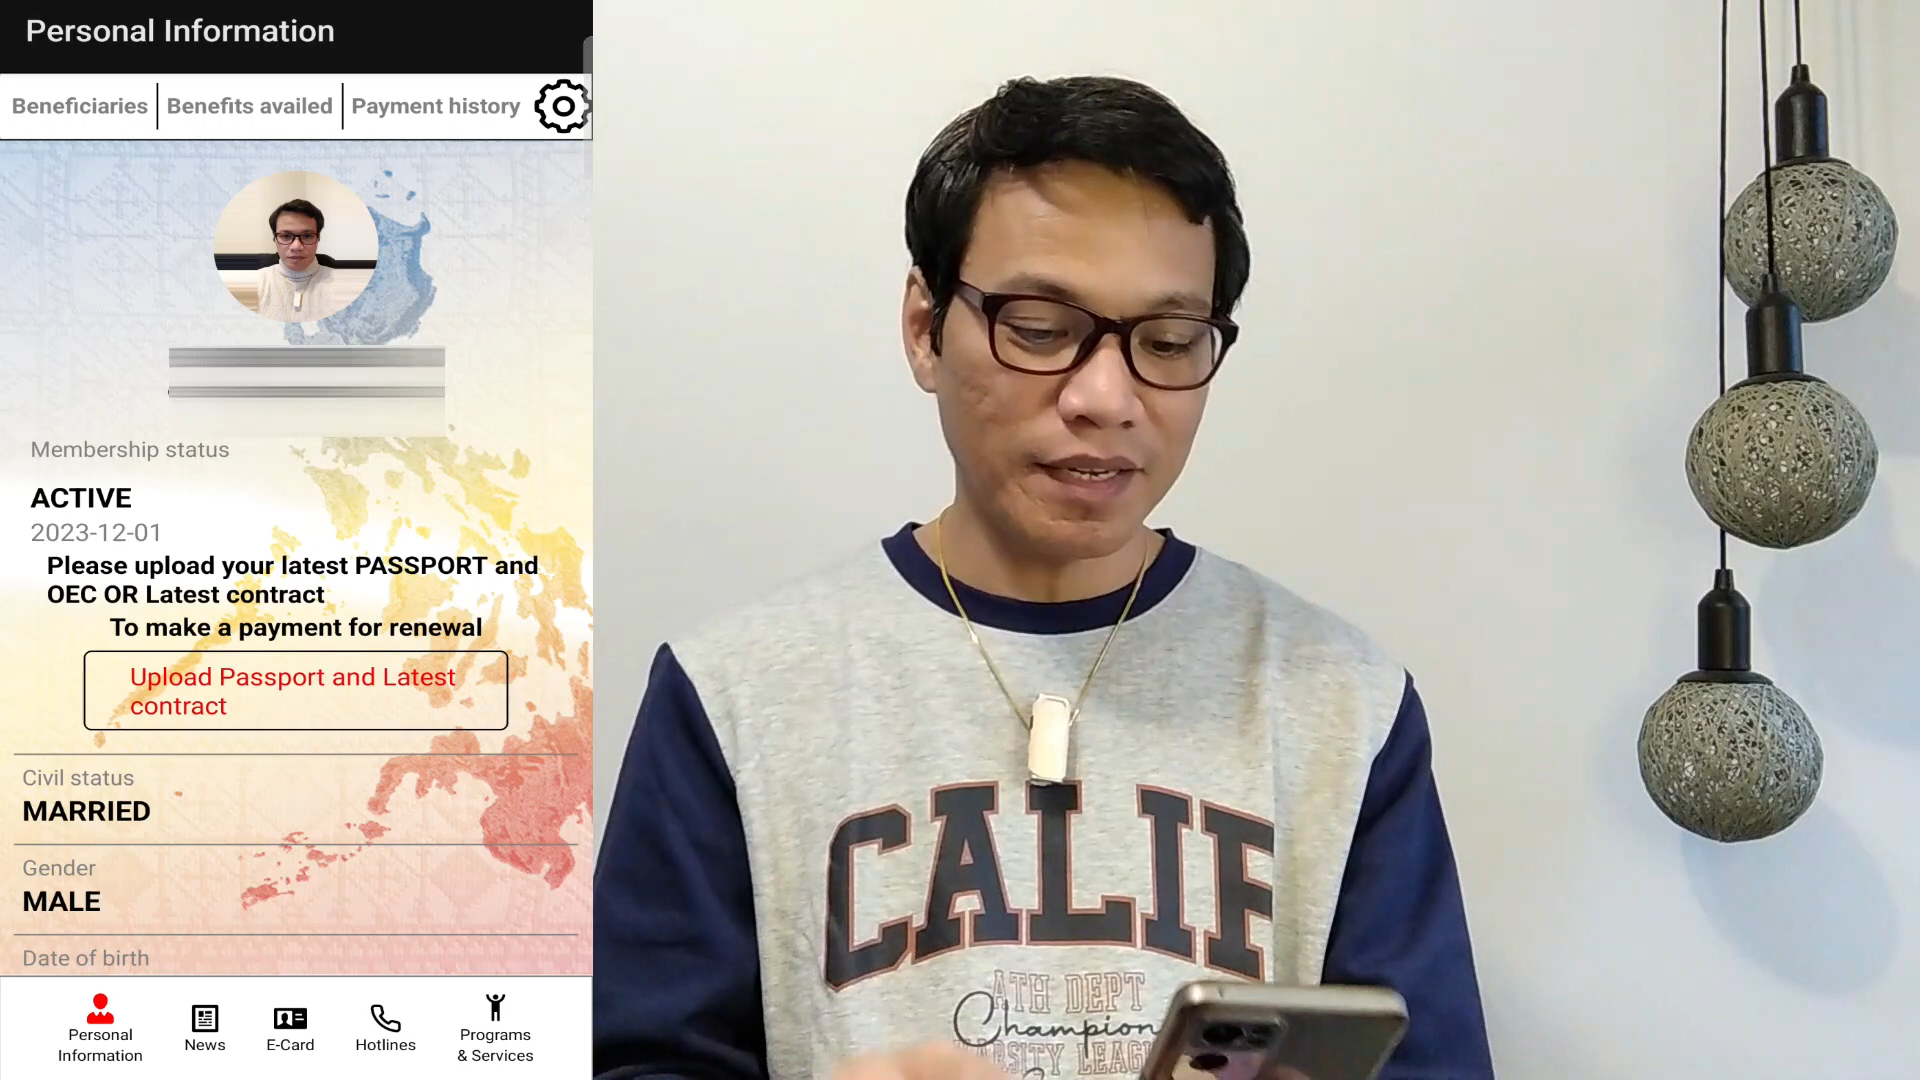 Personal Information
Beneficiaries
Benefits availed
Payment history
Membership status
ACTIVE
2023-12-01
Please upload your latest PASSPORT and
OEC OR Latest contract
To make a payment for renewal
Upload Passport and Latest
contract
Civil status
MARRIED
Gender
MALE
Date of birth
Personal
Information
News
E-Card
Hotlines
Programs
& Services
CALIF
ATH DEPT
Champion